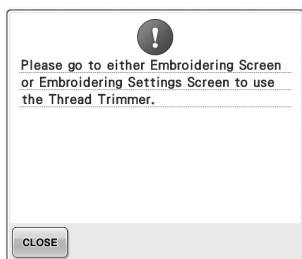 Please go to either Embroidering Screen
or Embroidering Settings Screen to use
the Thread Trimmer.
CLOSE